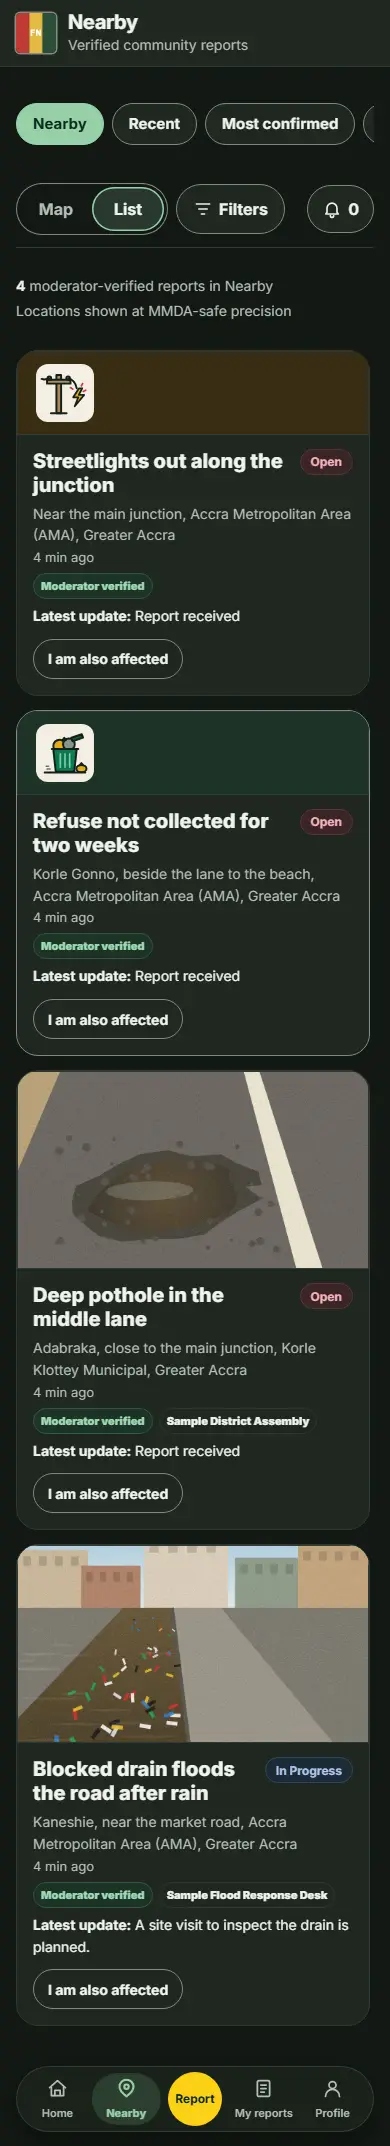 FN
Nearby
Verified community reports
Nearby
Recent
Most confirmed
Map
List
Filters
0
4 moderator-verified reports in Nearby
Locations shown at MMDA-safe precision
Streetlights out along the
junction
Open
Near the main junction, Accra Metropolitan Area
(AMA), Greater Accra
4 min ago
Moderator verified
Latest update: Report received
I am also affected
Refuse not collected for
two weeks
Open
Korle Gonno, beside the lane to the beach,
Accra Metropolitan Area (AMA), Greater Accra
4 min ago
Moderator verified
Latest update: Report received
I am also affected
Deep pothole in the
middle lane
Open
Adabraka, close to the main junction, Korle
Klottey Municipal, Greater Accra
4 min ago
Moderator verified
Sample District Assembly
Latest update: Report received
I am also affected
Blocked drain floods
the road after rain
In Progress
Kaneshie, near the market road, Accra
Metropolitan Area (AMA), Greater Accra
4 min ago
Moderator verified
Sample Flood Response Desk
Latest update: A site visit to inspect the drain is
planned.
I am also affected
Home
Nearby
Report
My reports
Profile